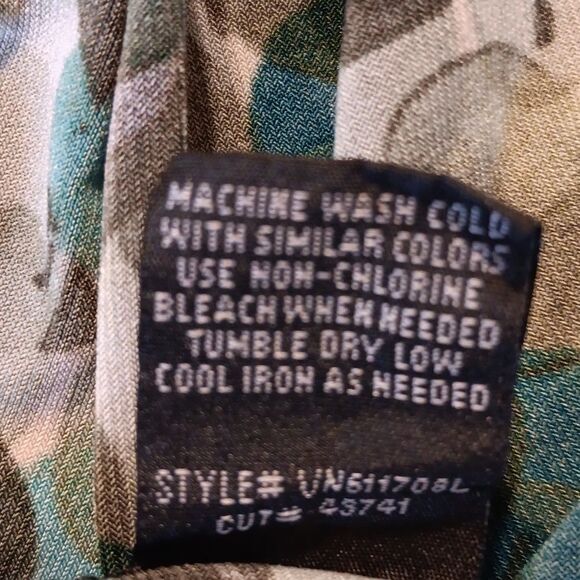 MACHINE WASH COLD
WITH SIMILAR COLORS
USE NON-CHLORINE
BLEACH WHEN NEEDED
TUMBLE DRY LOW
COOL IRON AS NEEDED
STYLE# VN611708L
CUT# 43741